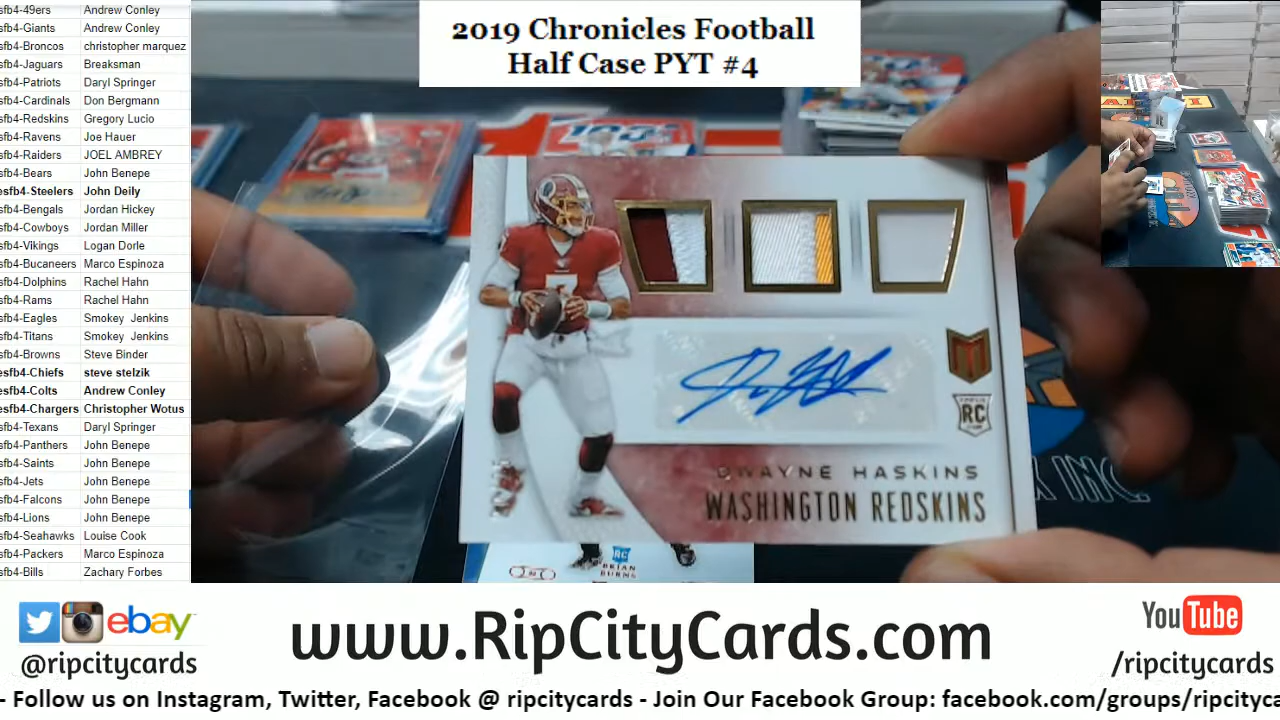 sfb4-49ers Andrew Conley
sfb4-Giants Andrew Conley
sfb4-Broncos christopher marquez
sfb4-Jaguars Breaksman
sfb4-Patriots Daryl Springer
sfb4-Cardinals Don Bergmann
sfb4-Redskins Gregory Lucio
sfb4-Ravens Joe Hauer
sfb4-Raiders JOEL AMBREY
sfb4-Bears John Benepe
esfb4-Steelers John Deily
sfb4-Bengals Jordan Hickey
sfb4-Cowboys Jordan Miller
sfb4-Vikings Logan Dorle
sfb4-Bucaneers Marco Espinoza
sfb4-Dolphins Rachel Hahn
sfb4-Rams Rachel Hahn
sfb4-Eagles Smokey Jenkins
sfb4-Titans Smokey Jenkins
sfb4-Browns Steve Binder
esfb4-Chiefs steve stelzik
esfb4-Colts Andrew Conley
esfb4-Chargers Christopher Wotus
sfb4-Texans Daryl Springer
sfb4-Panthers John Benepe
sfb4-Saints John Benepe
sfb4-Jets John Benepe
sfb4-Falcons John Benepe
sfb4-Lions John Benepe
sfb4-Seahawks Louise Cook
sfb4-Packers Marco Espinoza
sfb4-Bills Zachary Forbes
2019 Chronicles Football
Half Case PYT #4
7
RC
DWAYNE HASKINS
WASHINGTON REDSKINS
RC
BRIAN
BURNS
INC
ebay
@ripcitycards
www.RipCityCards.com
YouTube
/ripcitycards
- Follow us on Instagram, Twitter, Facebook @ ripcitycards - Join Our Facebook Group: facebook.com/groups/ripcityca